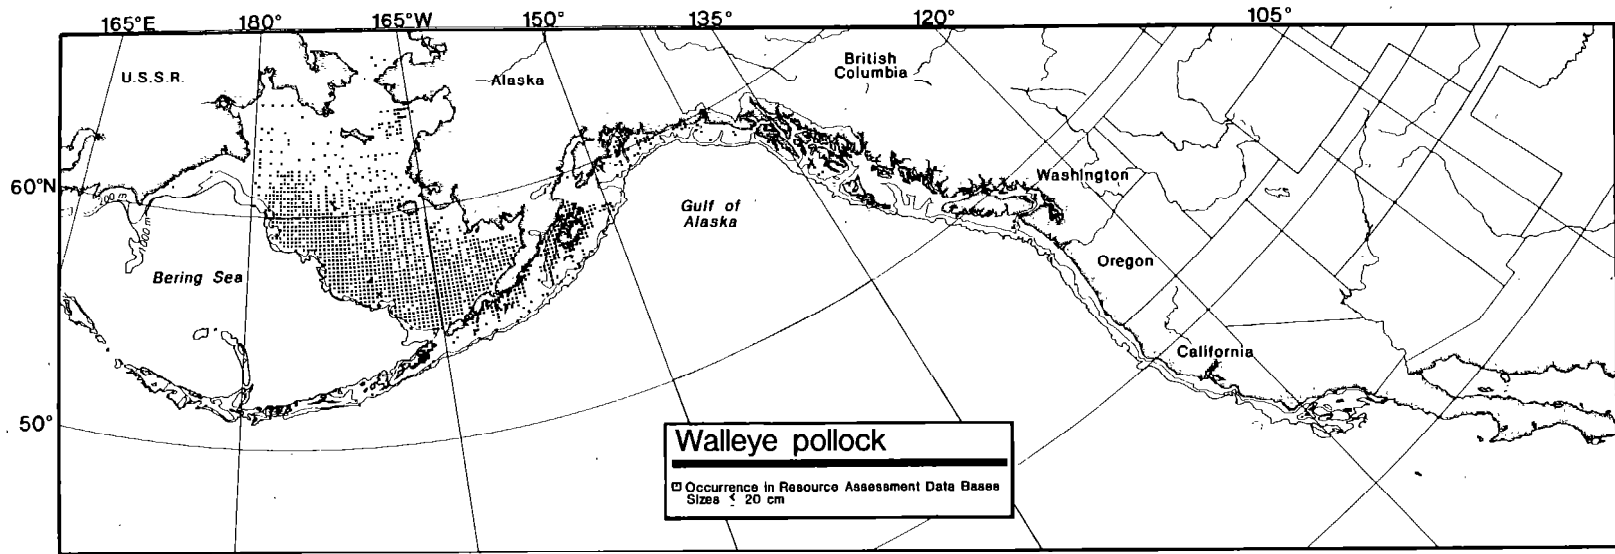 165°E 180° 165°W 150° 135° 120° 105°
U.S.S.R.
Alaska
British
Columbia
60°N
Washington
Gulf of
Alaska
Bering Sea
Oregon
California
50°
Walleye pollock
Occurrence in Resource Assessment Data Bases
Sizes ≤ 20 cm